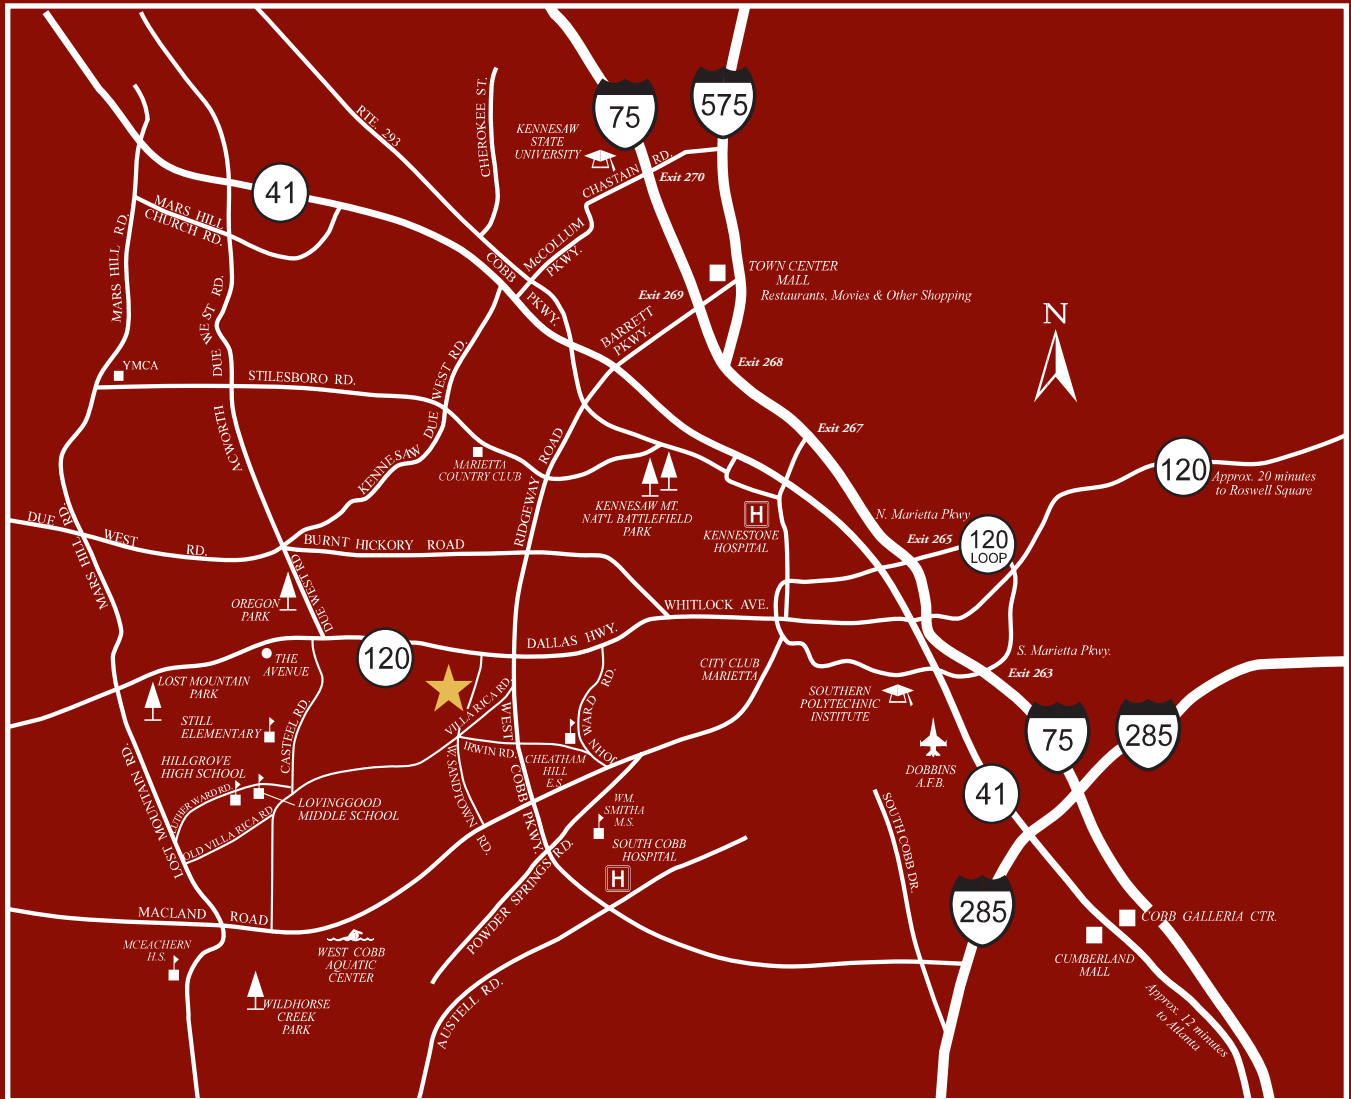 75
575
KENNESAW
STATE
UNIVERSITY
CHEROKEE ST.
RTE. 293
CHASTAIN RD.
Exit 270
41
MARS HILL
CHURCH RD.
MARS HILL RD.
McCOLLUM
PKWY.
COBB PKWY.
TOWN CENTER
MALL
Restaurants, Movies & Other Shopping
Exit 269
BARRETT
PKWY.
N
ACWORTH DUE WEST RD.
YMCA
STILESBORO RD.
KENNESAW DUE WEST RD.
Exit 268
Exit 267
MARIETTA
COUNTRY CLUB
RIDGEWAY ROAD
120
Approx. 20 minutes
to Roswell Square
KENNESAW MT.
NAT'L BATTLEFIELD
PARK
H
KENNESTONE
HOSPITAL
N. Marietta Pkwy
Exit 265
120
LOOP
DUE WEST RD.
MARS HILL RD.
BURNT HICKORY ROAD
DUE WEST RD.
OREGON
PARK
WHITLOCK AVE.
DALLAS HWY.
120
THE
AVENUE
CITY CLUB
MARIETTA
S. Marietta Pkwy.
Exit 263
LOST MOUNTAIN
PARK
STILL
ELEMENTARY
CASTEEL RD.
VILLA RICA RD.
WEST COBB PKWY.
JOHN WARD RD.
SOUTHERN
POLYTECHNIC
INSTITUTE
75
285
DOBBINS
A.F.B.
IRWIN RD.
CHEATHAM
HILL
E.S.
W. SANDTOWN RD.
HILLGROVE
HIGH SCHOOL
LUTHER WARD RD.
LOVINGGOOD
MIDDLE SCHOOL
OLD VILLA RICA RD
LOST MOUNTAIN RD.
WM.
SMITHA
M.S.
SOUTH COBB
HOSPITAL
H
41
SOUTH COBB DR.
285
POWDER SPRINGS RD.
MACLAND ROAD
MCEACHERN
H.S.
WEST COBB
AQUATIC
CENTER
WILDHORSE
CREEK
PARK
AUSTELL RD.
COBB GALLERIA CTR.
CUMBERLAND
MALL
Approx. 12 minutes
to Atlanta